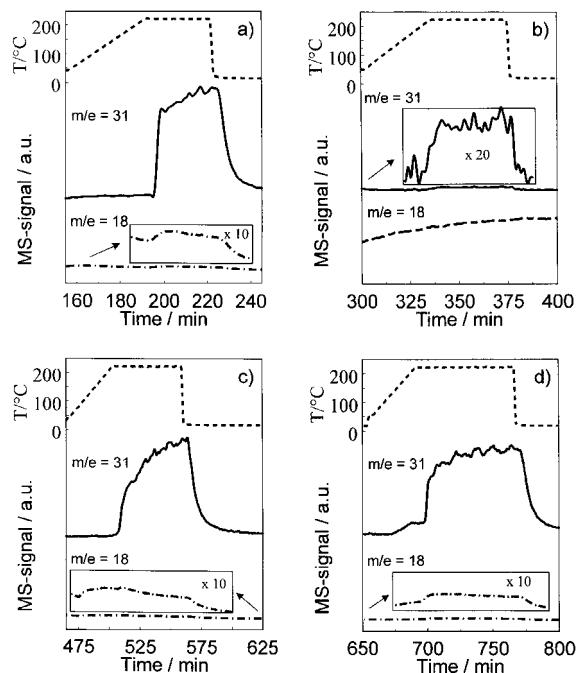 a)
T/°C
200
100
0
m/e = 31
MS-signal / a.u.
m/e = 18
x 10
160 180 200 220 240
Time / min
b)
T/°C
200
100
0
m/e = 31
x 20
MS-signal / a.u.
m/e = 18
300 325 350 375 400
Time / min
c)
T/°C
200
100
0
m/e = 31
MS-signal / a.u.
m/e = 18
x 10
475 525 575 625
Time / min
d)
T/°C
200
100
0
m/e = 31
MS-signal / a.u.
m/e = 18
x 10
650 700 750 800
Time / min